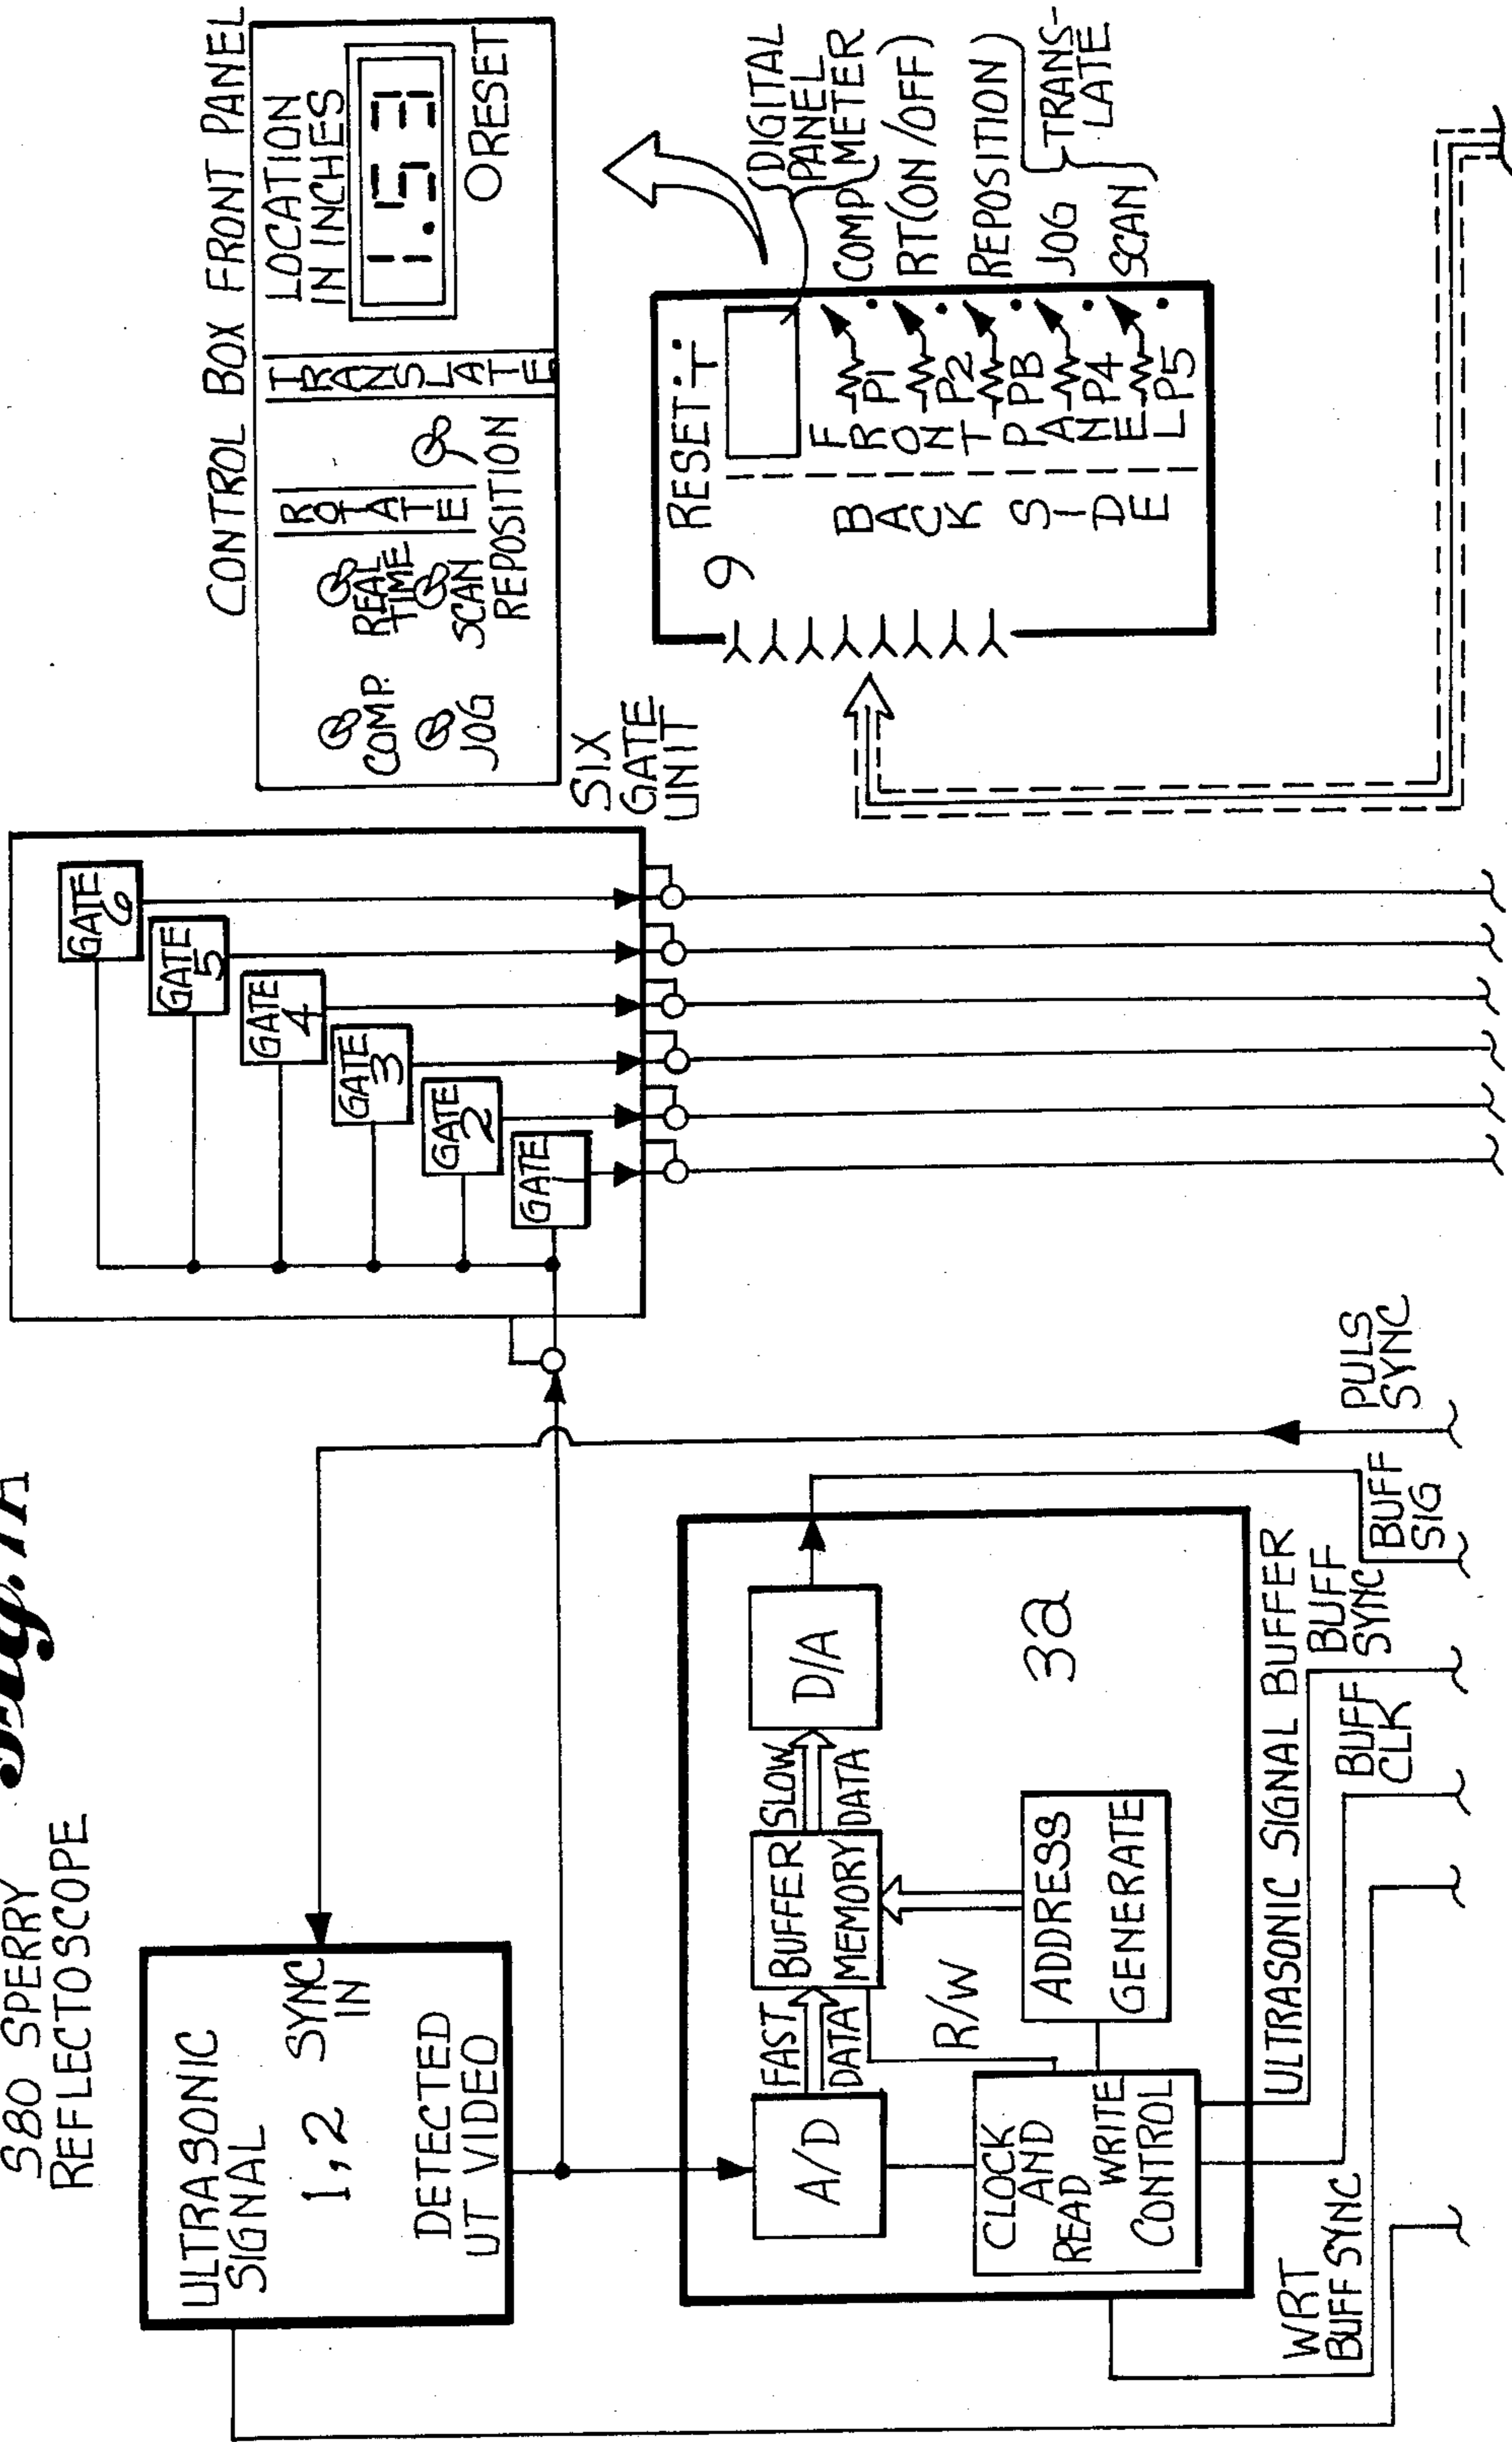 Fig. 7A
S80 SPERRY
REFLECTOSCOPE
ULTRASONIC
SIGNAL
1,2 SYNC
IN
DETECTED
UT VIDEO
GATE
6
GATE
5
GATE
4
GATE
3
GATE
2
GATE
1
SIX
GATE
UNIT
CONTROL BOX FRONT PANEL
COMP.
REAL
TIME
JOG
SCAN
REPOSITION
ROTATE
TRANSLATE
LOCATION
IN INCHES
1.53
RESET
9
RESET
BACK SIDE
FRONT PANEL
P1
P2
PB
P4
P5
DIGITAL
PANEL
METER
COMP
RT(ON/OFF)
REPOSITION
JOG
SCAN
TRANS-
LATE
A/D
FAST
DATA
BUFFER
MEMORY
SLOW
DATA
D/A
CLOCK
AND
READ
WRITE
CONTROL
R/W
ADDRESS
GENERATE
3a
ULTRASONIC SIGNAL BUFFER
WRT
BUFF SYNC
BUFF
CLK
BUFF
SYNC
BUFF
SIG
PULS
SYNC